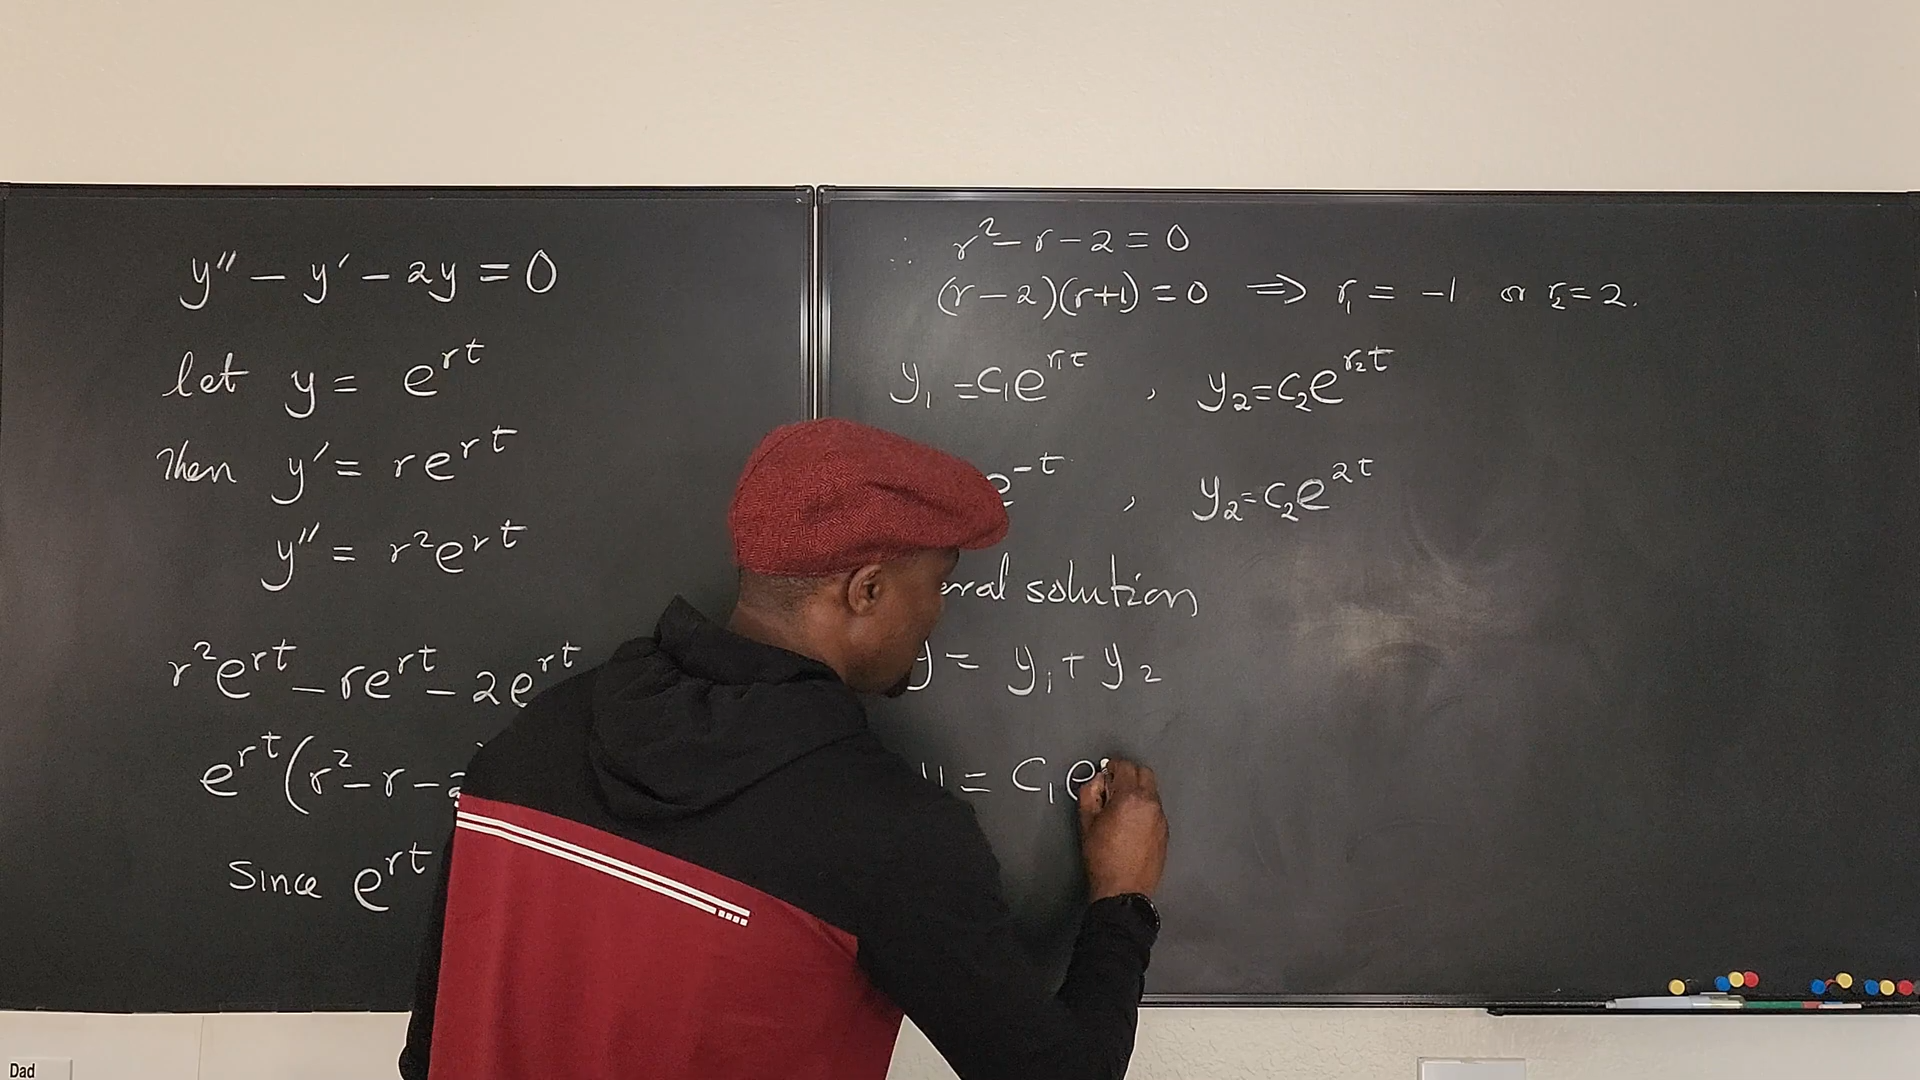 y″ – y′ – 2y = 0
let y = e^rt
Then y′ = re^rt
y″ = r²e^rt
r²e^rt – re^rt – 2e^rt
e^rt(r² – r –
Since e^rt
∴ r² – r – 2 = 0
(r – 2)(r+1) = 0 ⇒ r₁ = –1 or r₂ = 2.
y₁ = c₁e^r₁t , y₂ = c₂e^r₂t
e^–t , y₂ = c₂e^2t
eral solution
y = y₁ + y₂
y = c₁e
Dad